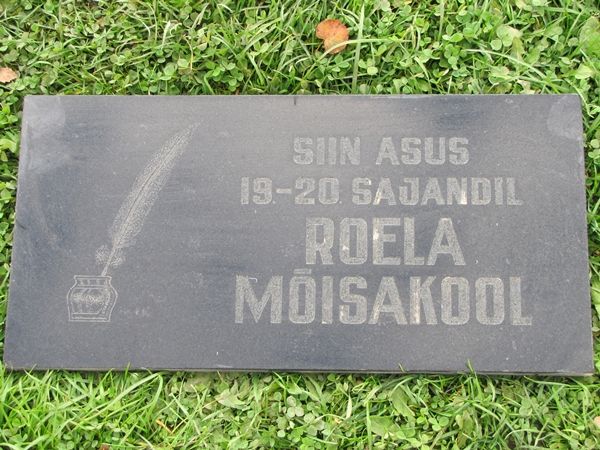 SIIN ASUS
19.-20. SAJANDIL
ROELA
MÕISAKOOL